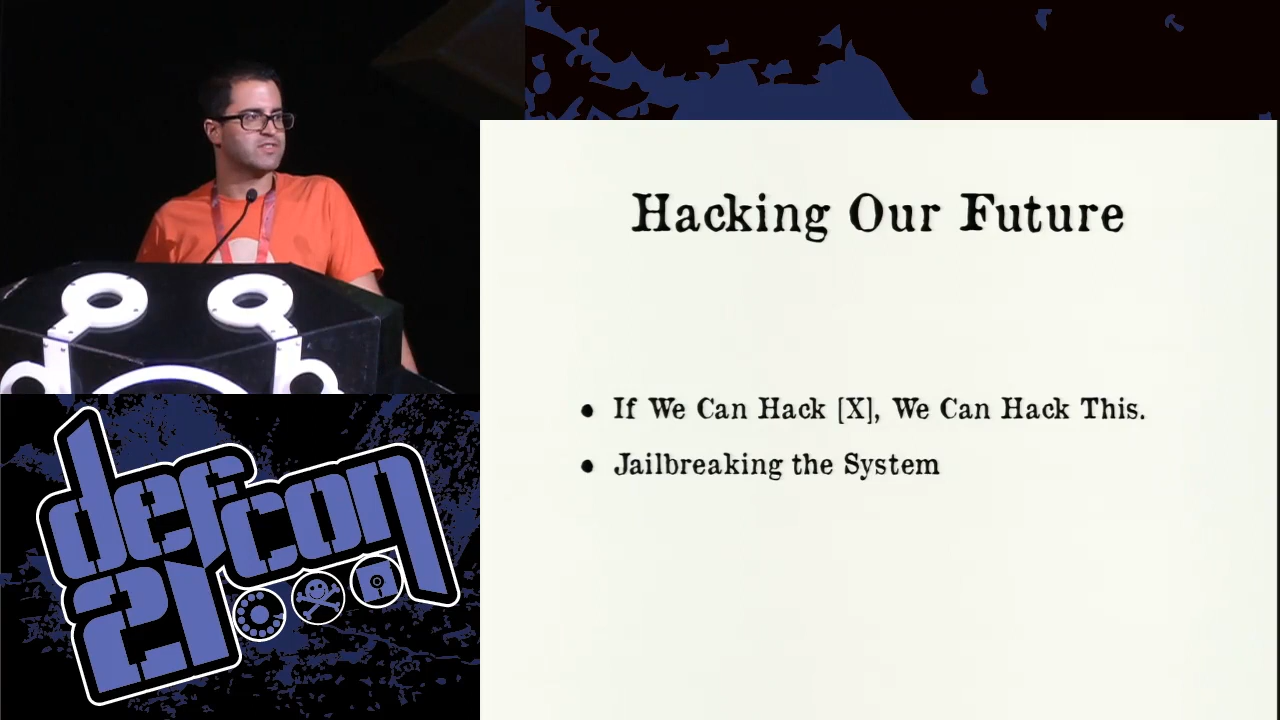 Hacking Our Future
If We Can Hack [X], We Can Hack This.
Jailbreaking the System
defcon
21